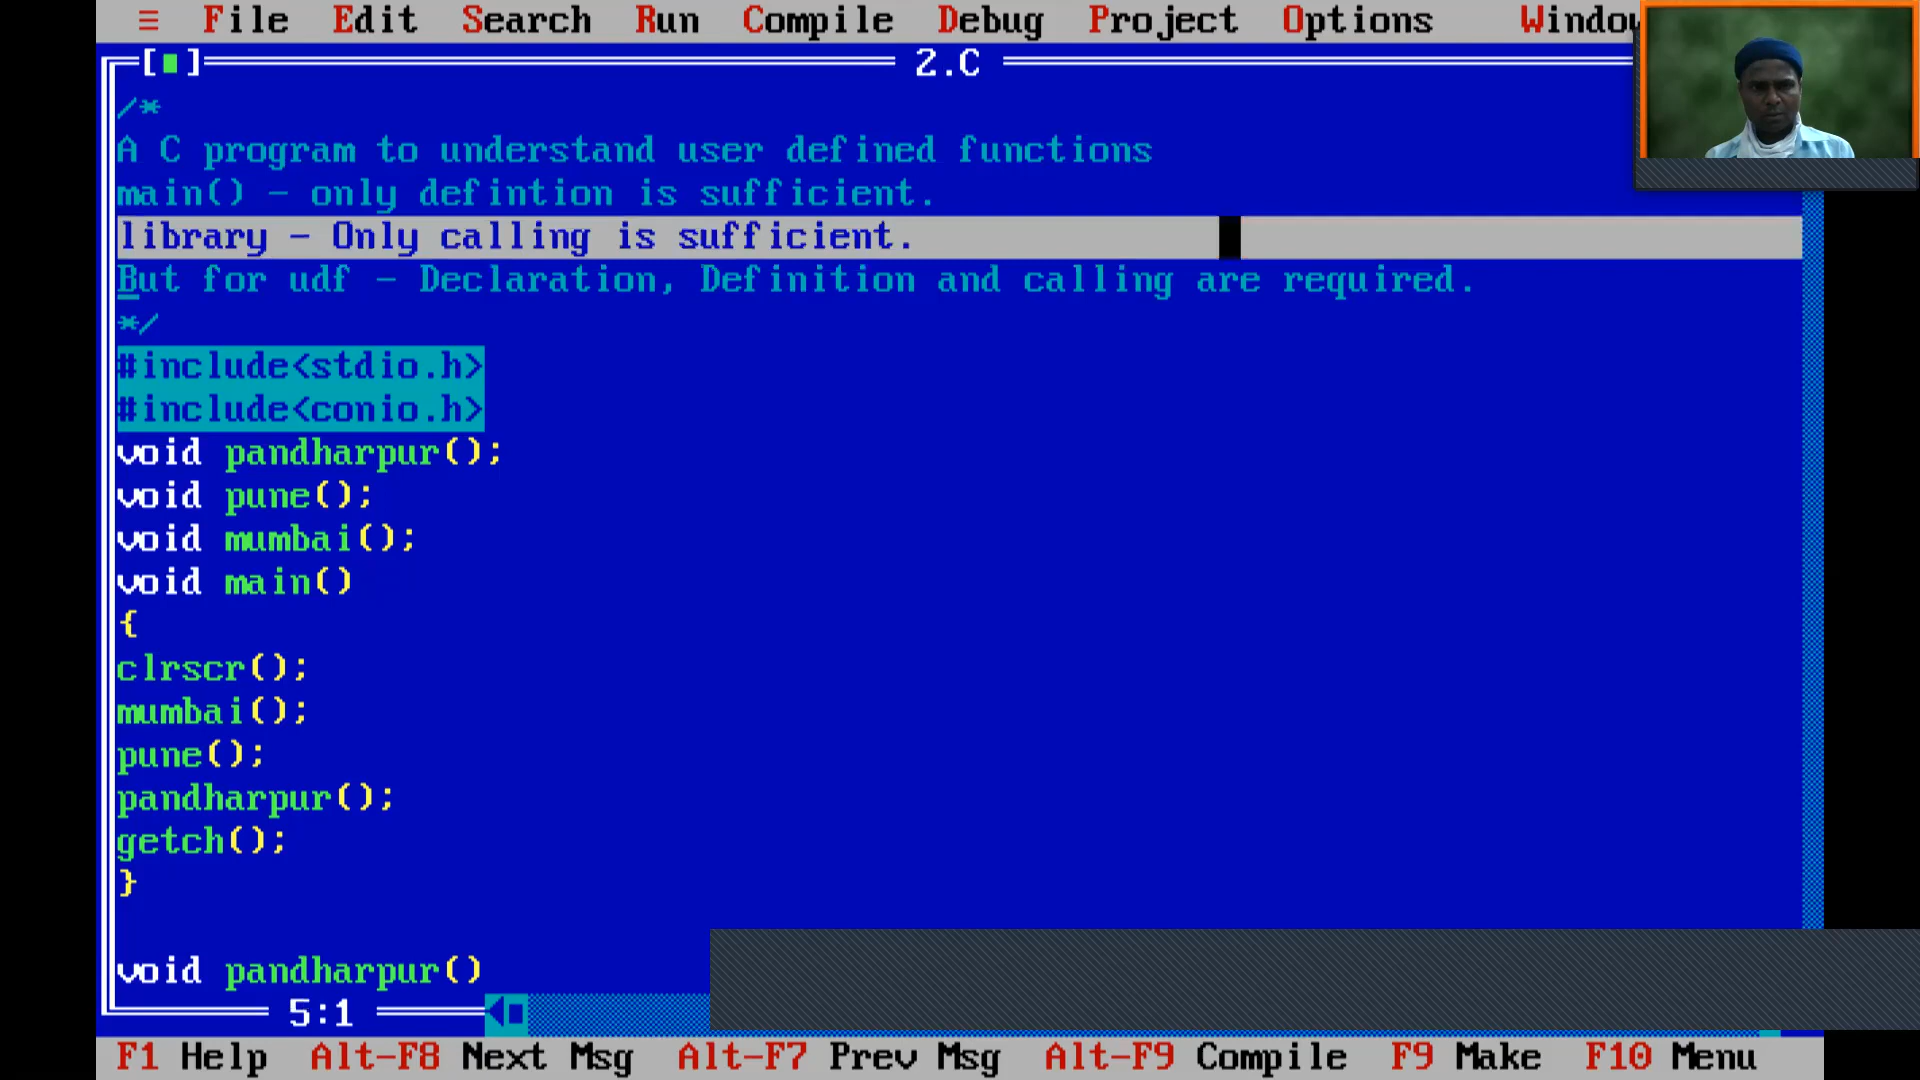 ≡ File Edit Search Run Compile Debug Project Options Window
[■] 2.C
/*
A C program to understand user defined functions
main() - only defintion is sufficient.
library - Only calling is sufficient.
But for udf - Declaration, Definition and calling are required.
*/
#include<stdio.h>
#include<conio.h>
void pandharpur();
void pune();
void mumbai();
void main()
{
clrscr();
mumbai();
pune();
pandharpur();
getch();
}
void pandharpur()
5:1
F1 Help Alt-F8 Next Msg Alt-F7 Prev Msg Alt-F9 Compile F9 Make F10 Menu